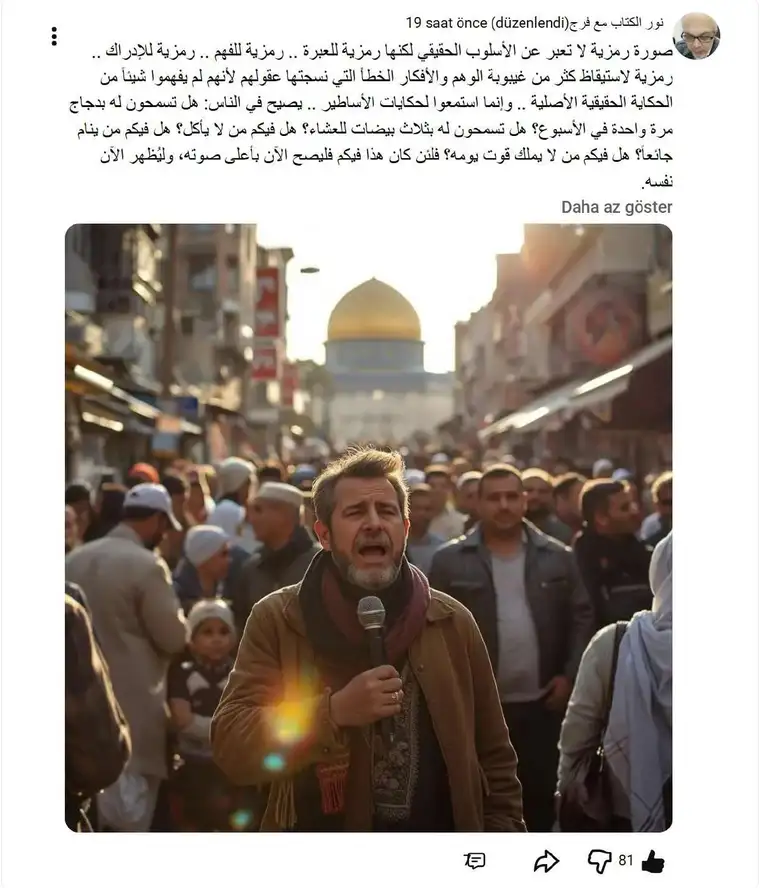 نور الكتاب مع فرج(düzenlendi) 19 saat önce
صورة رمزية لا تعبر عن الأسلوب الحقيقي لكنها رمزية للعبرة .. رمزية للفهم .. رمزية للإدراك ..
رمزية لاستيقاظ كثر من غيبوبة الوهم والأفكار الخطأ التي نسجتها عقولهم لأنهم لم يفهموا شيئاً من
الحكاية الحقيقية الأصلية .. وإنما استمعوا لحكايات الأساطير .. يصيح في الناس: هل تسمحون له بدجاج
مرة واحدة في الأسبوع؟ هل تسمحون له بثلاث بيضات للعشاء؟ هل فيكم من لا يأكل؟ هل فيكم من ينام
جائعاً؟ هل فيكم من لا يملك قوت يومه؟ فلئن كان هذا فيكم فليصح الآن بأعلى صوته، وليُظهر الآن
نفسه.
Daha az göster
81